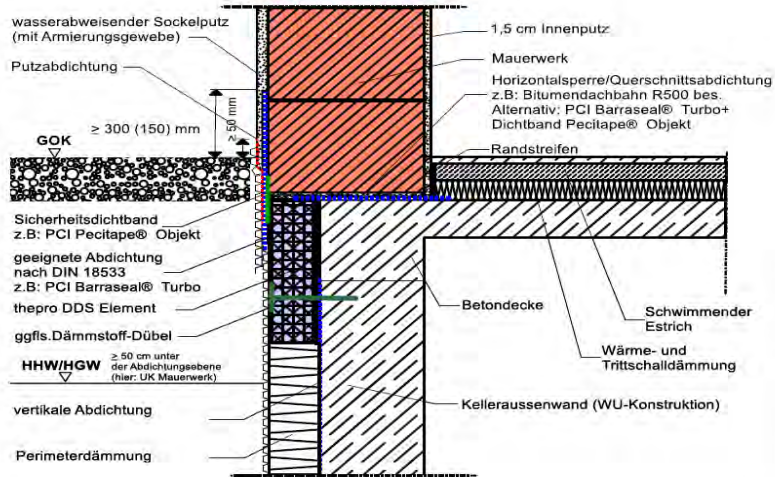 wasserabweisender Sockelputz
(mit Armierungsgewebe)
Putzabdichtung
≥ 300 (150) mm
≥ 50 mm
GOK
Sicherheitsdichtband
z.B: PCI Pecitape® Objekt
geeignete Abdichtung
nach DIN 18533
z.B: PCI Barraseal® Turbo
thepro DDS Element
ggfls.Dämmstoff-Dübel
HHW/HGW
≥ 50 cm unter
der Abdichtungsebene
(hier: UK Mauerwerk)
vertikale Abdichtung
Perimeterdämmung
1,5 cm Innenputz
Mauerwerk
Horizontalsperre/Querschnittsabdichtung
z.B: Bitumendachbahn R500 bes.
Alternativ: PCI Barraseal® Turbo+
Dichtband Pecitape® Objekt
Randstreifen
Betondecke
Schwimmender
Estrich
Wärme- und
Trittschalldämmung
Kelleraussenwand (WU-Konstruktion)